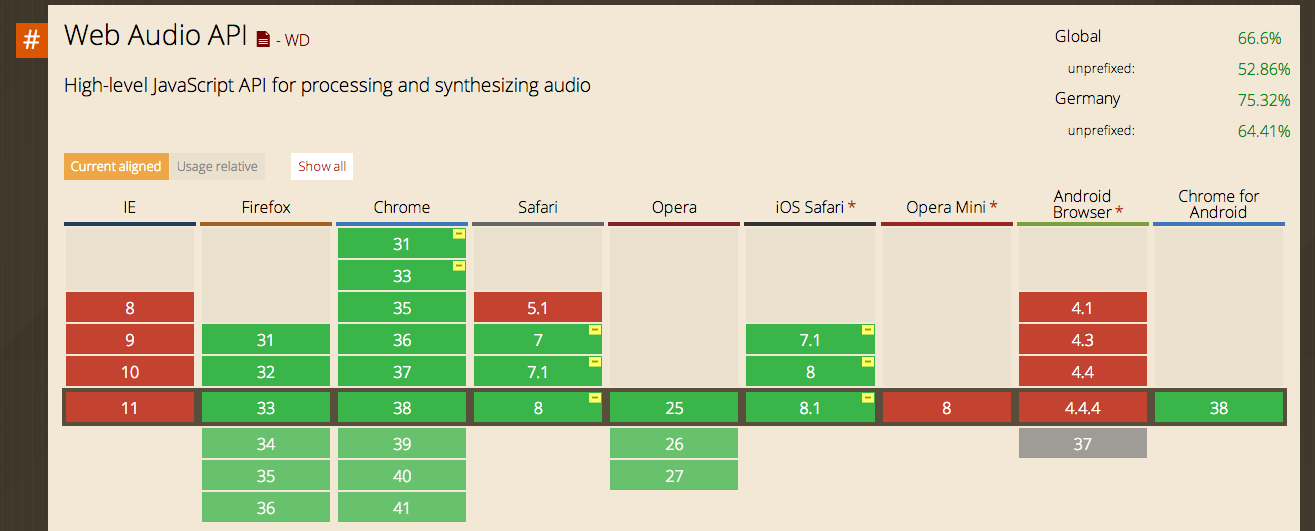 #
Web Audio API - WD
High-level JavaScript API for processing and synthesizing audio
Global 66.6%
unprefixed: 52.86%
Germany 75.32%
unprefixed: 64.41%
Current aligned Usage relative Show all
IE Firefox Chrome Safari Opera iOS Safari * Opera Mini * Android Browser * Chrome for Android
31
33
8 35 5.1 4.1
9 31 36 7 7.1 4.3
10 32 37 7.1 8 4.4
11 33 38 8 25 8.1 8 4.4.4 38
34 39 26 37
35 40 27
36 41